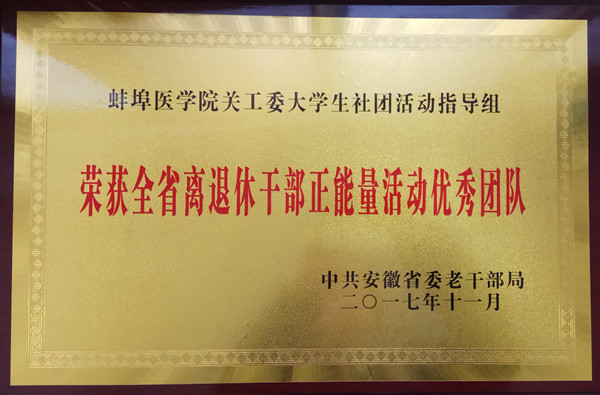 蚌埠医学院关工委大学生社团活动指导组
荣获全省离退休干部正能量活动优秀团队
中共安徽省委老干部局
二〇一七年十一月